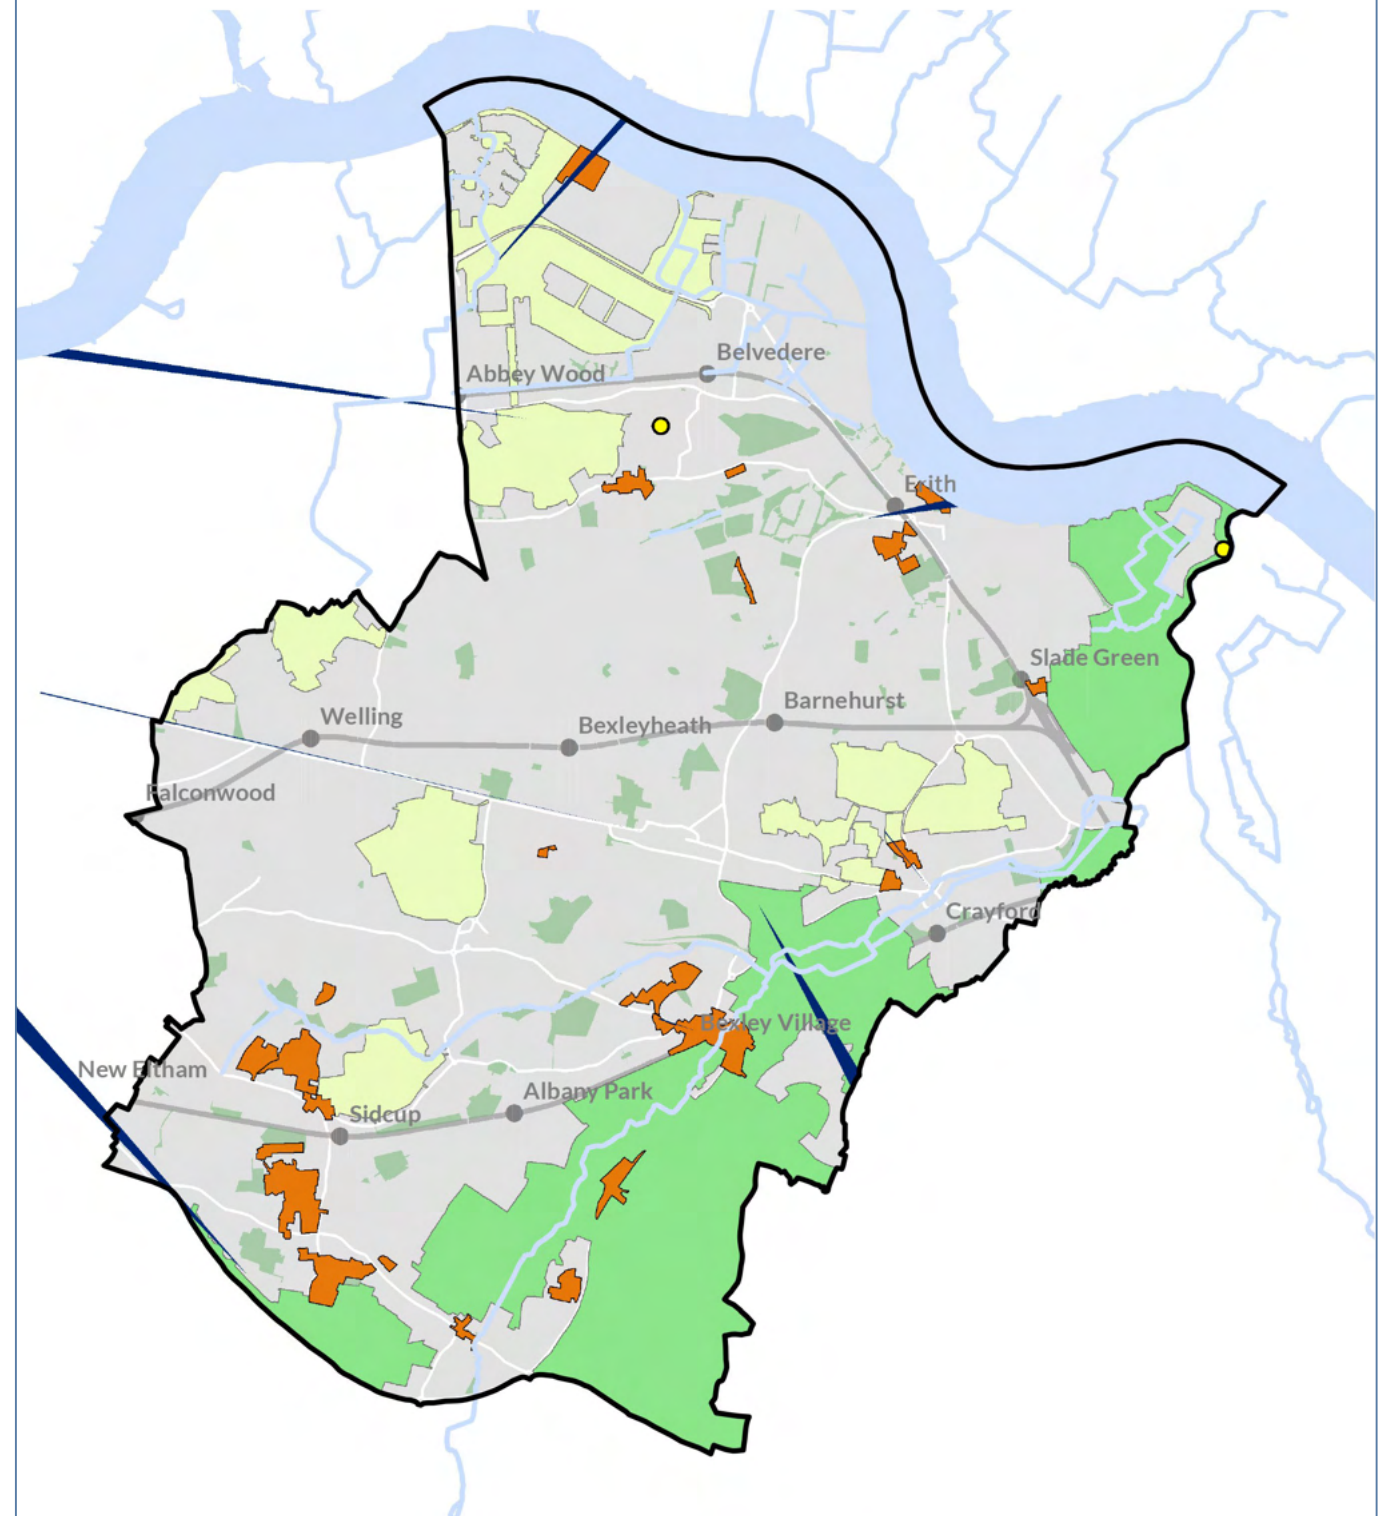 Belvedere
Abbey Wood
Erith
Slade Green
Barnehurst
Welling
Bexleyheath
Falconwood
Crayford
Bexley Village
New Eltham
Albany Park
Sidcup